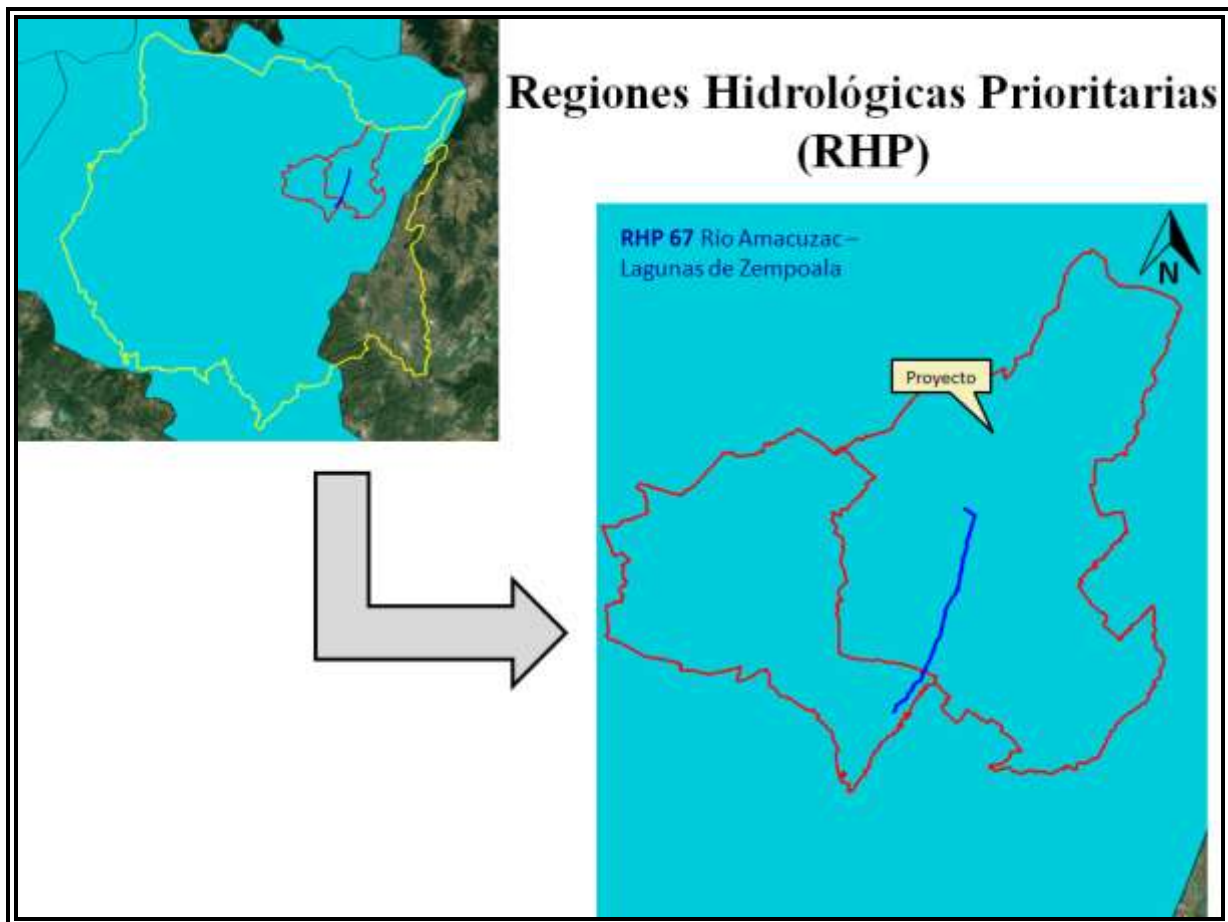 Regiones Hidrológicas Prioritarias
(RHP)
RHP 67 Río Amacuzac –
Lagunas de Zempoala
N
Proyecto